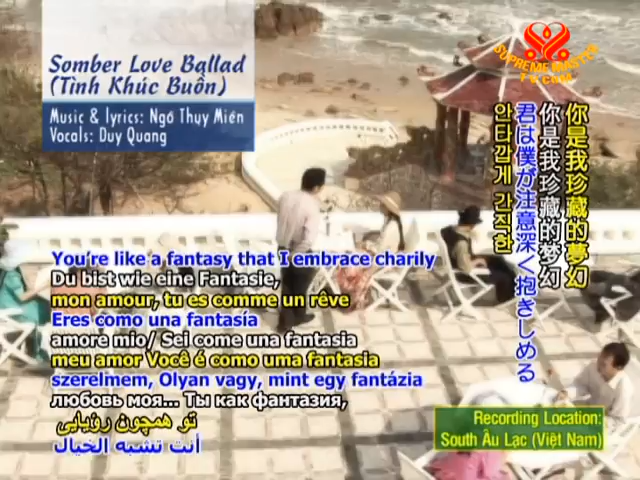 Somber Love Ballad
(Tình Khúc Buồn)
Music & lyrics: Ngô Thụy Miên
Vocals: Duy Quang
SUPREME MASTER
TV.COM
你是我珍藏的夢幻
你是我珍藏的梦幻
君は僕が注意深く抱きしめる
안타깝게 간직한
You're like a fantasy that I embrace charily
Du bist wie eine Fantasie,
mon amour, tu es comme un rêve
Eres como una fantasía
amore mio/ Sei come una fantasia
meu amor Você é como uma fantasia
szerelmem, Olyan vagy, mint egy fantázia
любовь моя... Ты как фантазия,
تو همچون رؤیایی
أنت تشبه الخيال
Recording Location:
South Âu Lạc (Việt Nam)